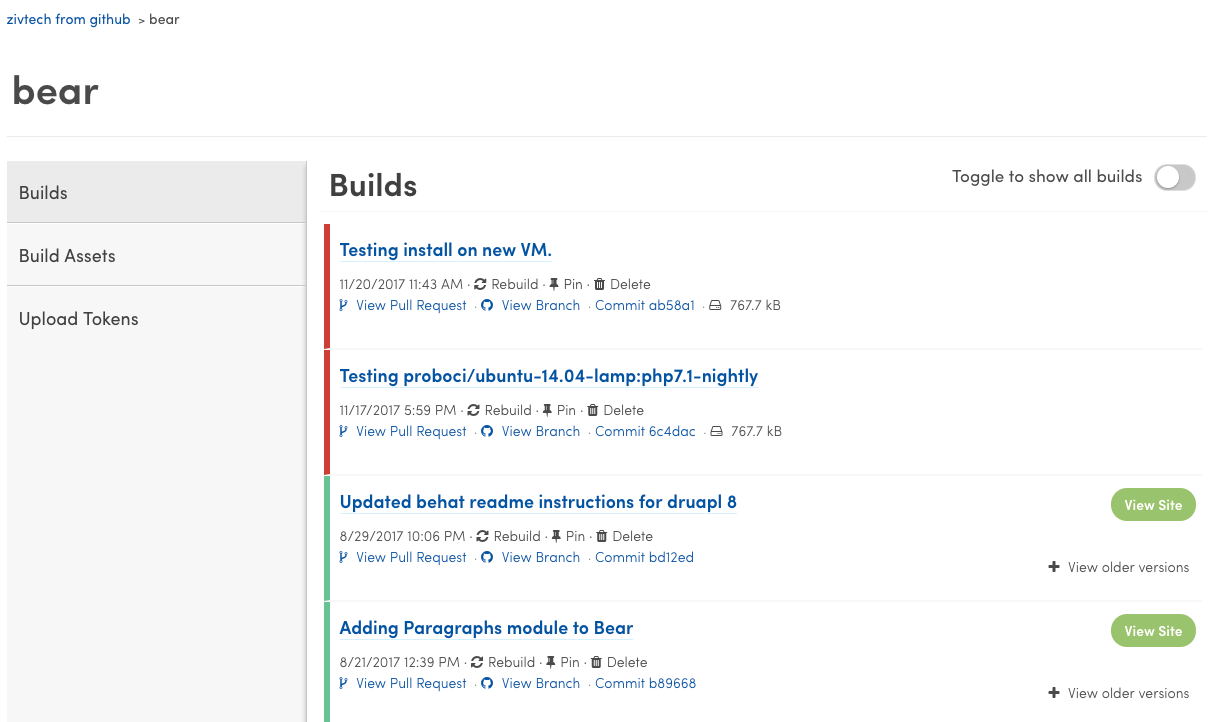 zivtech from github > bear
bear
Builds
Build Assets
Upload Tokens
Builds
Toggle to show all builds
Testing install on new VM.
11/20/2017 11:43 AM · Rebuild · Pin · Delete
View Pull Request · View Branch · Commit ab58a1 · 767.7 kB
Testing proboci/ubuntu-14.04-lamp:php7.1-nightly
11/17/2017 5:59 PM · Rebuild · Pin · Delete
View Pull Request · View Branch · Commit 6c4dac · 767.7 kB
Updated behat readme instructions for druapl 8
View Site
8/29/2017 10:06 PM · Rebuild · Pin · Delete
View Pull Request · View Branch · Commit bd12ed
View older versions
Adding Paragraphs module to Bear
View Site
8/21/2017 12:39 PM · Rebuild · Pin · Delete
View Pull Request · View Branch · Commit b89668
View older versions